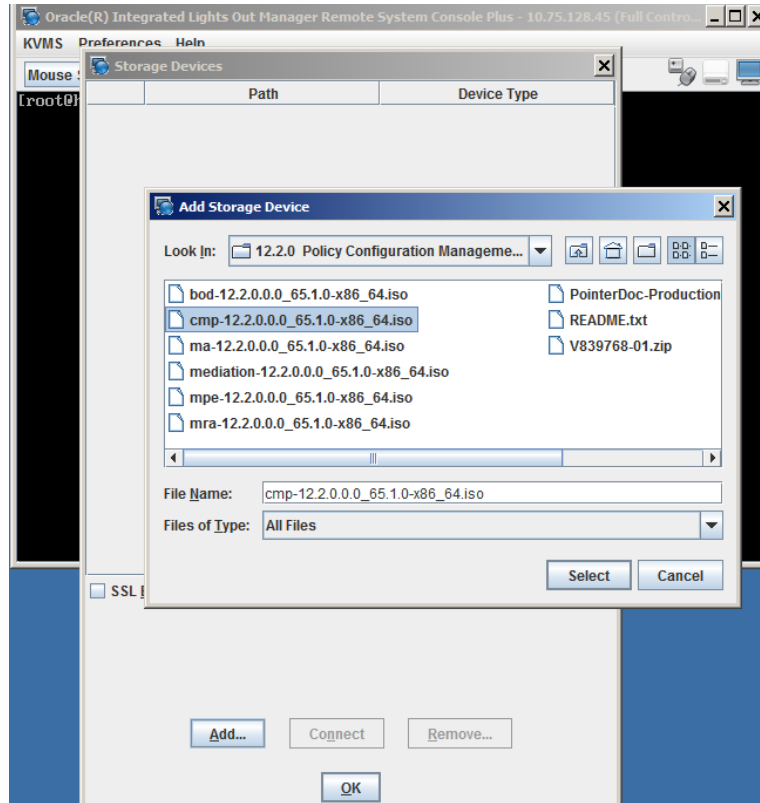 Oracle(R) Integrated Lights Out Manager Remote System Console Plus - 10.75.128.45 (Full Contro...
KVMS Preferences Help
Mouse
Storage Devices
[root@h
Path Device Type
Add Storage Device
Look In: 12.2.0 Policy Configuration Manageme...
bod-12.2.0.0.0_65.1.0-x86_64.iso PointerDoc-Production
cmp-12.2.0.0.0_65.1.0-x86_64.iso README.txt
ma-12.2.0.0.0_65.1.0-x86_64.iso V839768-01.zip
mediation-12.2.0.0.0_65.1.0-x86_64.iso
mpe-12.2.0.0.0_65.1.0-x86_64.iso
mra-12.2.0.0.0_65.1.0-x86_64.iso
File Name: cmp-12.2.0.0.0_65.1.0-x86_64.iso
Files of Type: All Files
Select Cancel
SSL
Add... Connect Remove...
OK